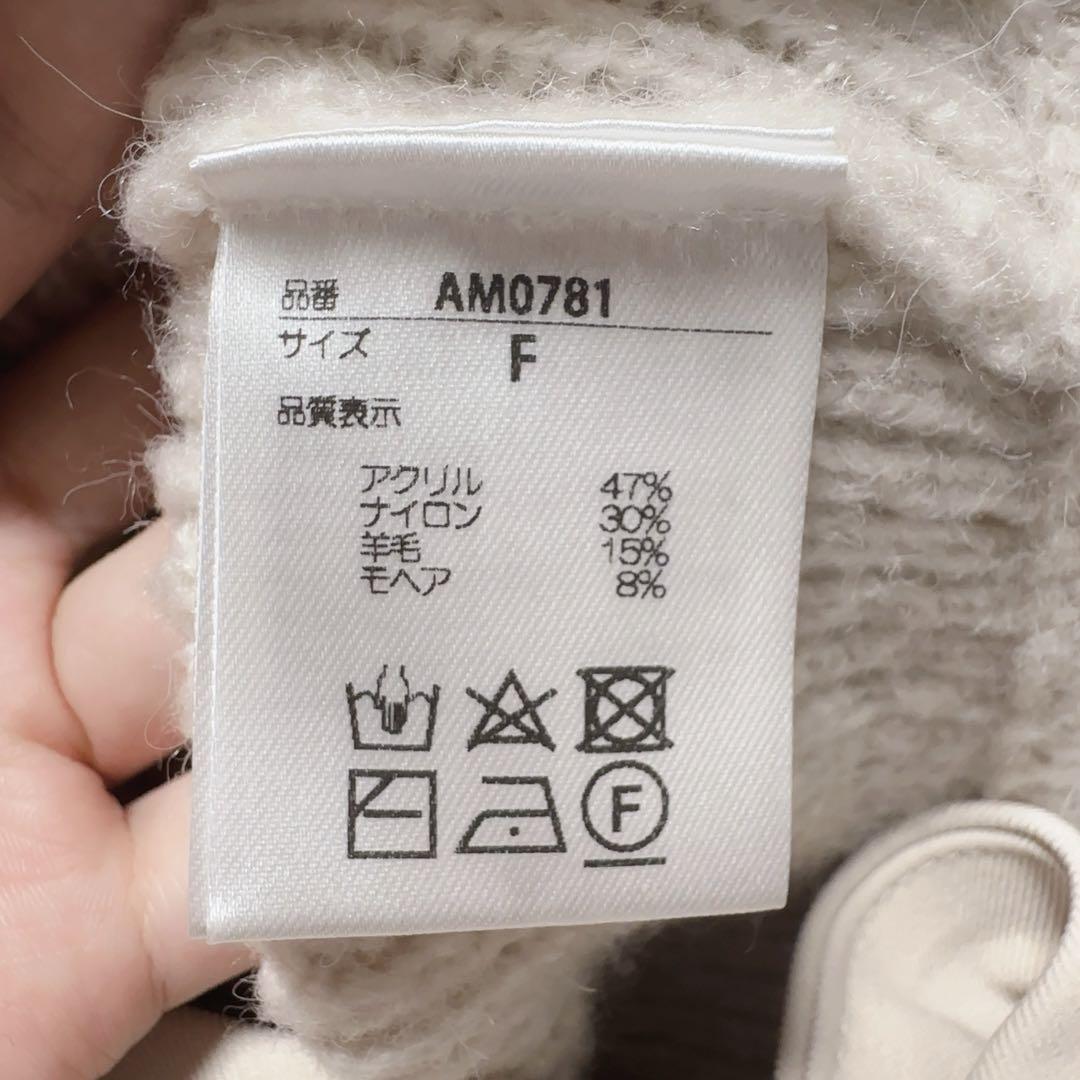 品番 AM0781
サイズ F
品質表示
アクリル 47%
ナイロン 30%
羊毛 15%
モヘア 8%
F